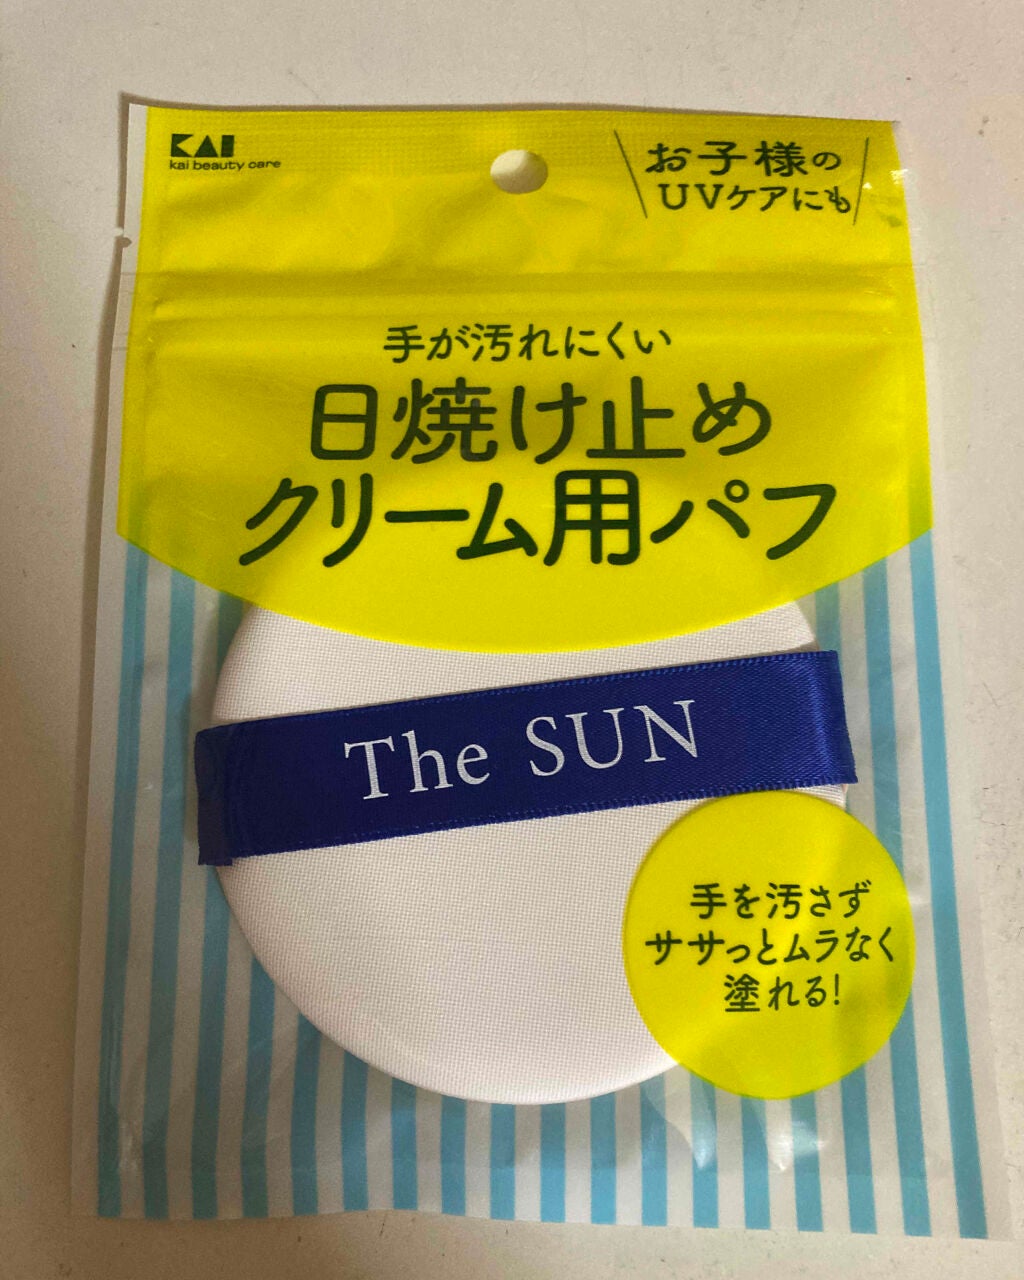 KAI
kai beauty care
お子様の
UVケアにも
手が汚れにくい
日焼け止め
クリーム用パフ
The SUN
手を汚さず
ササっとムラなく
塗れる!